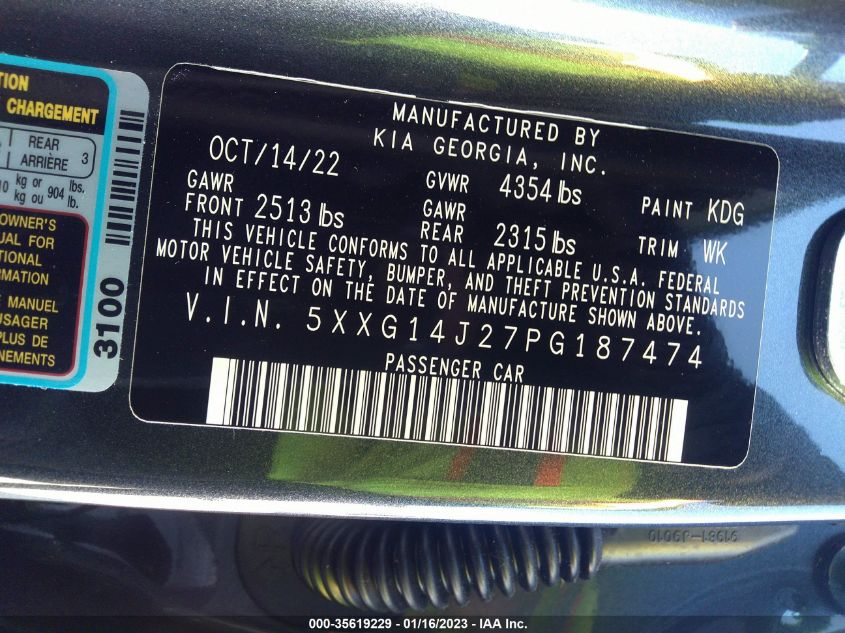 TION
CHARGEMENT
REAR
ARRIÈRE 3
10 kg or 904 lbs.
kg ou lb.
OWNER'S
UAL FOR
TIONAL
RMATION
E MANUEL
USAGER
PLUS DE
NEMENTS
3100
MANUFACTURED BY
KIA GEORGIA, INC.
OCT/14/22
GVWR 4354 lbs
PAINT KDG
GAWR
FRONT 2513 lbs
GAWR
REAR 2315 lbs
TRIM WK
THIS VEHICLE CONFORMS TO ALL APPLICABLE U.S.A. FEDERAL
MOTOR VEHICLE SAFETY, BUMPER, AND THEFT PREVENTION STANDARDS
IN EFFECT ON THE DATE OF MANUFACTURE SHOWN ABOVE.
V.I.N. 5XXG14J27PG187474
PASSENGER CAR
91981-J9010
000-35619229 - 01/16/2023 - IAA Inc.